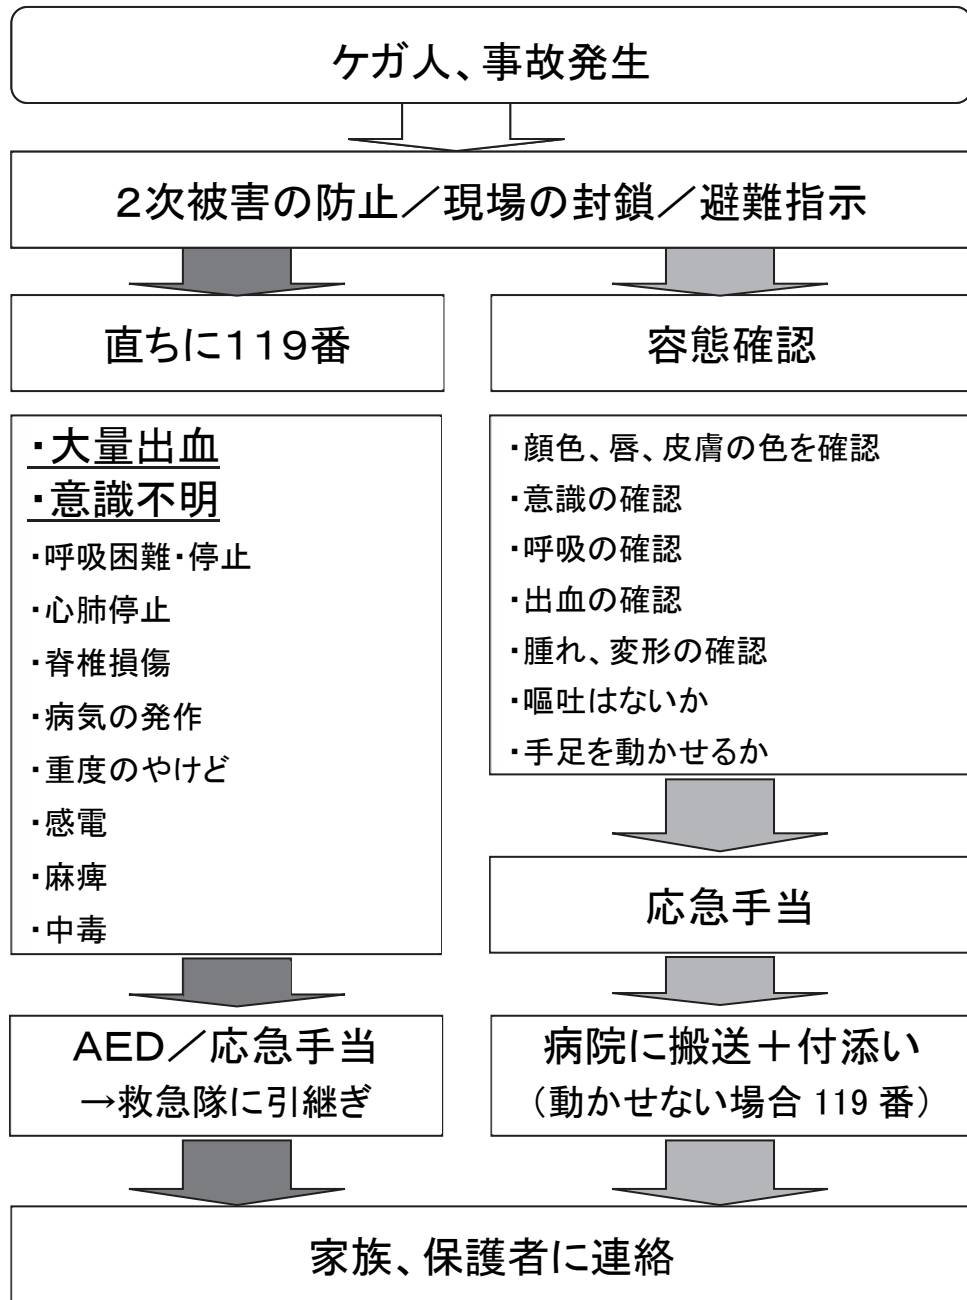 ケガ人、事故発生
２次被害の防止／現場の封鎖／避難指示
直ちに１１９番
・大量出血
・意識不明
・呼吸困難・停止
・心肺停止
・脊椎損傷
・病気の発作
・重度のやけど
・感電
・麻痺
・中毒
AED／応急手当
→救急隊に引継ぎ
容態確認
・顔色、唇、皮膚の色を確認
・意識の確認
・呼吸の確認
・出血の確認
・腫れ、変形の確認
・嘔吐はないか
・手足を動かせるか
応急手当
病院に搬送＋付添い
（動かせない場合 119 番）
家族、保護者に連絡